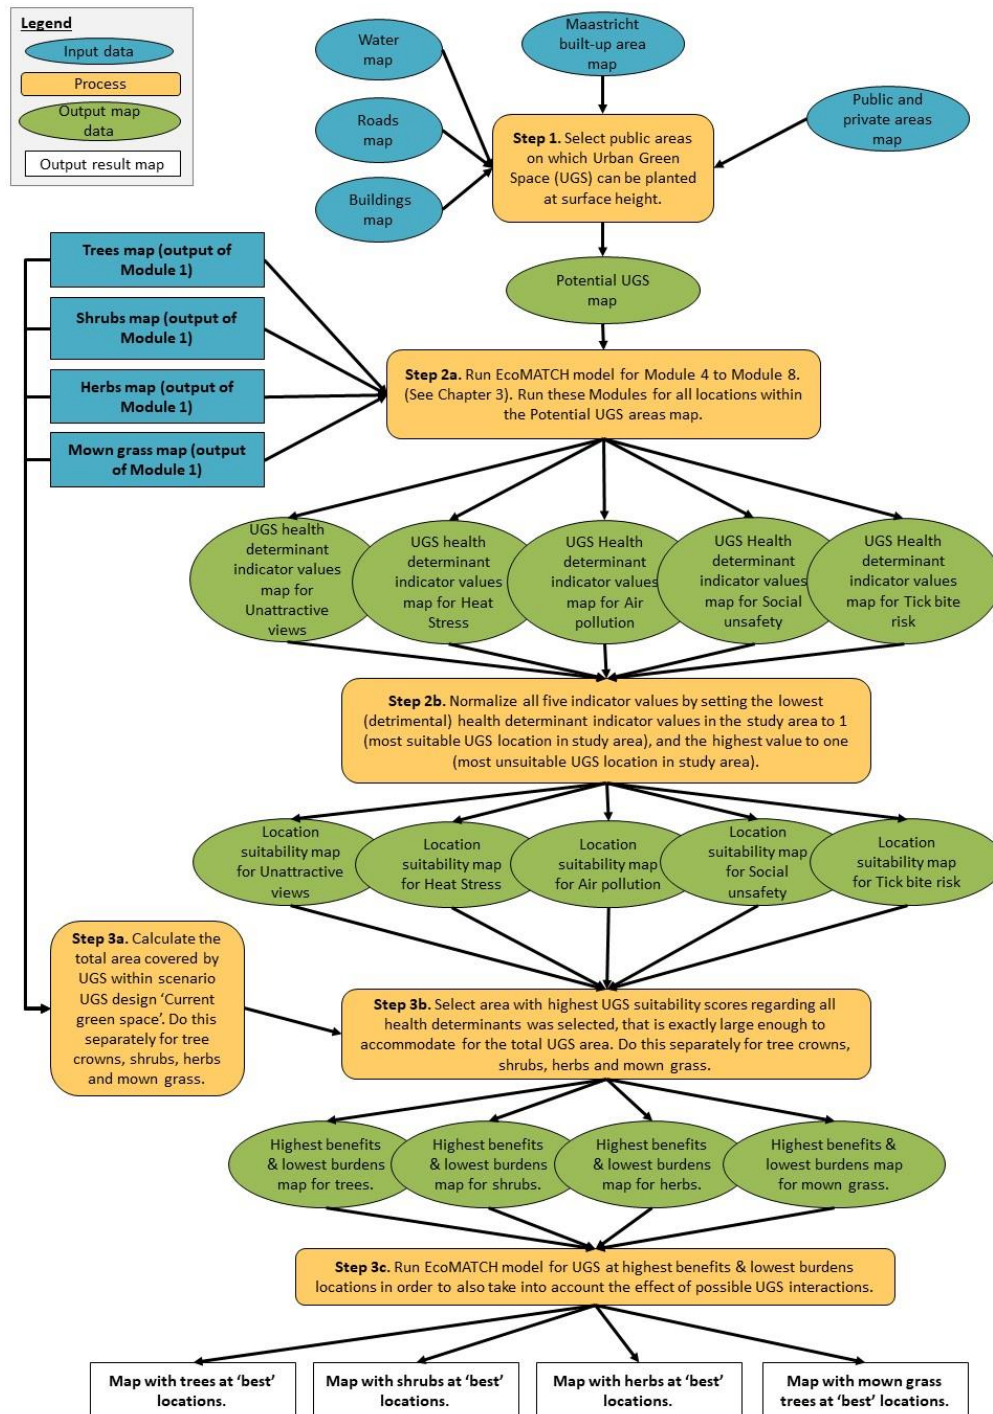 Legend
Input data
Process
Output map
data
Output result map
Water
map
Maastricht
built-up area
map
Roads
map
Public and
private areas
map
Buildings
map
Step 1. Select public areas
on which Urban Green
Space (UGS) can be planted
at surface height.
Trees map (output of
Module 1)
Shrubs map (output of
Module 1)
Herbs map (output of
Module 1)
Mown grass map (output
of Module 1)
Potential UGS
map
Step 2a. Run EcoMATCH model for Module 4 to Module 8.
(See Chapter 3). Run these Modules for all locations within
the Potential UGS areas map.
UGS health
determinant
indicator values
map for
Unattractive
views
UGS health
determinant
indicator values
map for Heat
Stress
UGS Health
determinant
indicator values
map for Air
pollution
UGS Health
determinant
indicator values
map for Social
unsafety
UGS Health
determinant
indicator values
map for Tick bite
risk
Step 2b. Normalize all five indicator values by setting the lowest
(detrimental) health determinant indicator values in the study area to 1
(most suitable UGS location in study area), and the highest value to one
(most unsuitable UGS location in study area).
Location
suitability map
for Unattractive
views
Location
suitability map
for Heat Stress
Location
suitability map
for Air pollution
Location
suitability map
for Social
unsafety
Location
suitability map
for Tick bite risk
Step 3a. Calculate the
total area covered by
UGS within scenario
UGS design ‘Current
green space’. Do this
separately for tree
crowns, shrubs, herbs
and mown grass.
Step 3b. Select area with highest UGS suitability scores regarding all
health determinants was selected, that is exactly large enough to
accommodate for the total UGS area. Do this separately for tree crowns,
shrubs, herbs and mown grass.
Highest benefits
& lowest burdens
map for trees.
Highest benefits
& lowest burdens
map for shrubs.
Highest benefits
& lowest burdens
map for herbs.
Highest benefits &
lowest burdens map
for mown grass.
Step 3c. Run EcoMATCH model for UGS at highest benefits & lowest burdens
locations in order to also take into account the effect of possible UGS interactions.
Map with trees at ‘best’
locations.
Map with shrubs at ‘best’
locations.
Map with herbs at ‘best’
locations.
Map with mown grass
trees at ‘best’ locations.